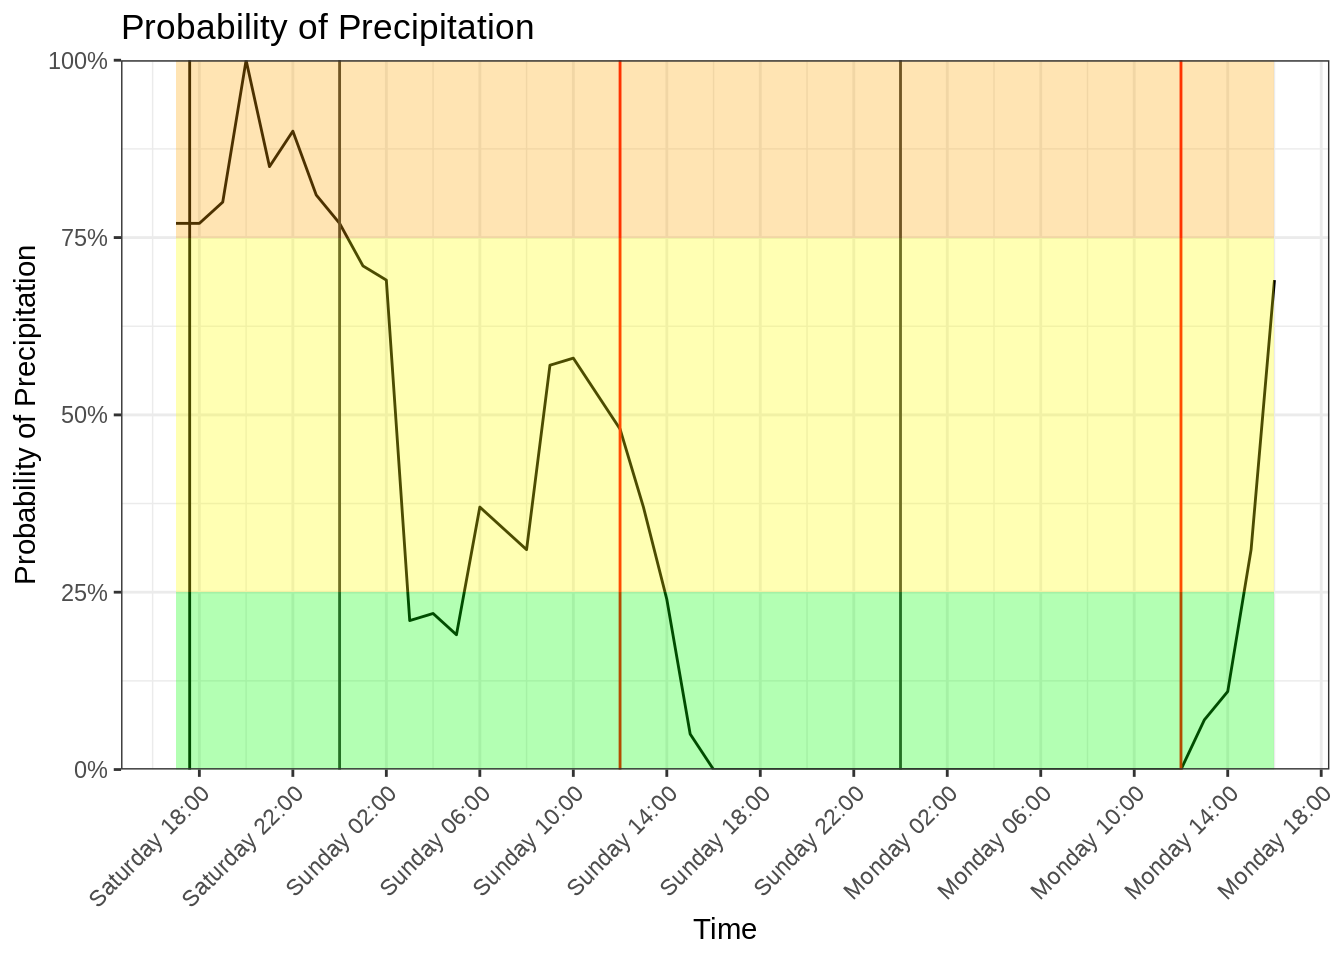 Probability of Precipitation
Probability of Precipitation
100%
75%
50%
25%
0%
Saturday 18:00
Saturday 22:00
Sunday 02:00
Sunday 06:00
Sunday 10:00
Sunday 14:00
Sunday 18:00
Sunday 22:00
Monday 02:00
Monday 06:00
Monday 10:00
Monday 14:00
Monday 18:00
Time